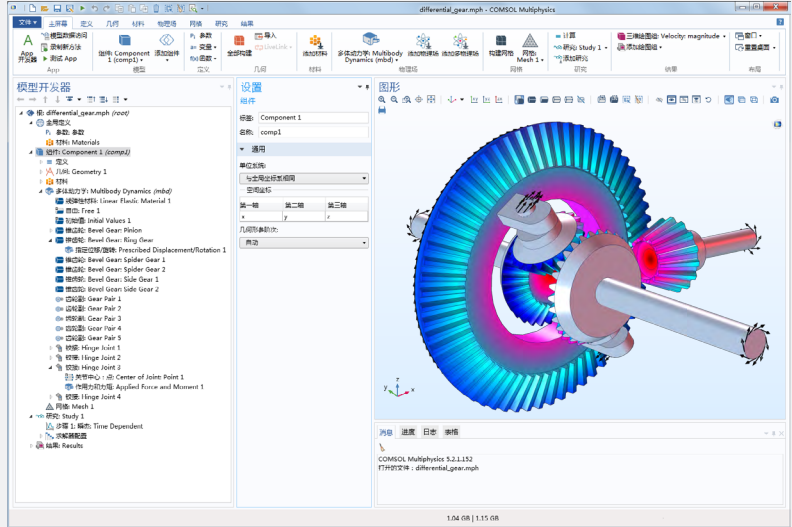 differential_gear.mph - COMSOL Multiphysics
文件 主屏幕 定义 几何 材料 物理场 网格 研究 结果
App 开发器
模型数据访问
录制新方法
测试 App
App
组件: Component 1 (comp1)
添加组件
模型
Pi 参数
a= 变量
f(x) 函数
定义
全部构建
导入
LiveLink
几何
添加材料
材料
多体动力学: Multibody Dynamics (mbd)
添加物理场
添加多物理场
物理场
构建网格
网格: Mesh 1
网格
= 计算
研究: Study 1
添加研究
研究
三维绘图组: Velocity: magnitude
添加绘图组
结果
窗口
重置桌面
布局
模型开发器
根: differential_gear.mph (root)
全局定义
Pi 参数: 参数
材料: Materials
组件: Component 1 (comp1)
定义
几何: Geometry 1
材料
多体动力学: Multibody Dynamics (mbd)
线弹性材料: Linear Elastic Material 1
自由: Free 1
初始值: Initial Values 1
锥齿轮: Bevel Gear: Pinion
锥齿轮: Bevel Gear: Ring Gear
指定位移/旋转: Prescribed Displacement/Rotation 1
锥齿轮: Bevel Gear: Spider Gear 1
锥齿轮: Bevel Gear: Spider Gear 2
锥齿轮: Bevel Gear: Side Gear 1
锥齿轮: Bevel Gear: Side Gear 2
齿轮副: Gear Pair 1
齿轮副: Gear Pair 2
齿轮副: Gear Pair 3
齿轮副: Gear Pair 4
齿轮副: Gear Pair 5
铰接: Hinge Joint 1
铰接: Hinge Joint 2
铰接: Hinge Joint 3
关节中心 : 点: Center of Joint: Point 1
作用力和力矩: Applied Force and Moment 1
铰接: Hinge Joint 4
网格: Mesh 1
研究: Study 1
步骤 1: 瞬态: Time Dependent
求解器配置
结果: Results
设置
组件
标签: Component 1
名称: comp1
通用
单位系统:
与全局坐标系相同
空间坐标
第一轴 第二轴 第三轴
x y z
几何形参阶次:
自动
图形
z
y x
消息 进度 日志 表格
COMSOL Multiphysics 5.2.1.152
打开的文件 : differential_gear.mph
1.04 GB | 1.15 GB